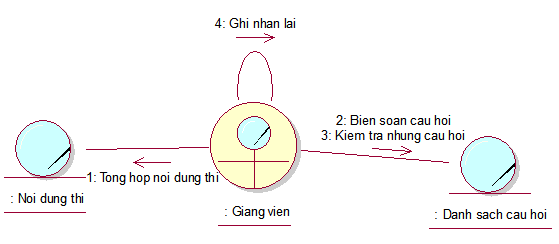 4: Ghi nhan lai
2: Bien soan cau hoi
3: Kiem tra nhung cau hoi
1: Tong hop noi dung thi
: Noi dung thi
: Giang vien
: Danh sach cau hoi